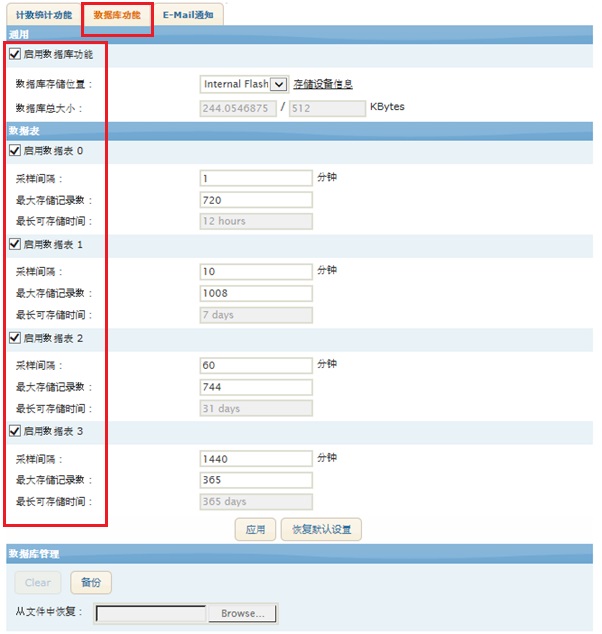 计数统计功能 数据库功能 E-Mail通知
通用
启用数据库功能
数据库存储位置： Internal Flash 存储设备信息
数据库总大小： 244.0546875 / 512 KBytes
数据表
启用数据表 0
采样间隔： 1 分钟
最大存储记录数： 720
最长可存储时间： 12 hours
启用数据表 1
采样间隔： 10 分钟
最大存储记录数： 1008
最长可存储时间： 7 days
启用数据表 2
采样间隔： 60 分钟
最大存储记录数： 744
最长可存储时间： 31 days
启用数据表 3
采样间隔： 1440 分钟
最大存储记录数： 365
最长可存储时间： 365 days
应用 恢复默认设置
数据库管理
Clear 备份
从文件中恢复： Browse...